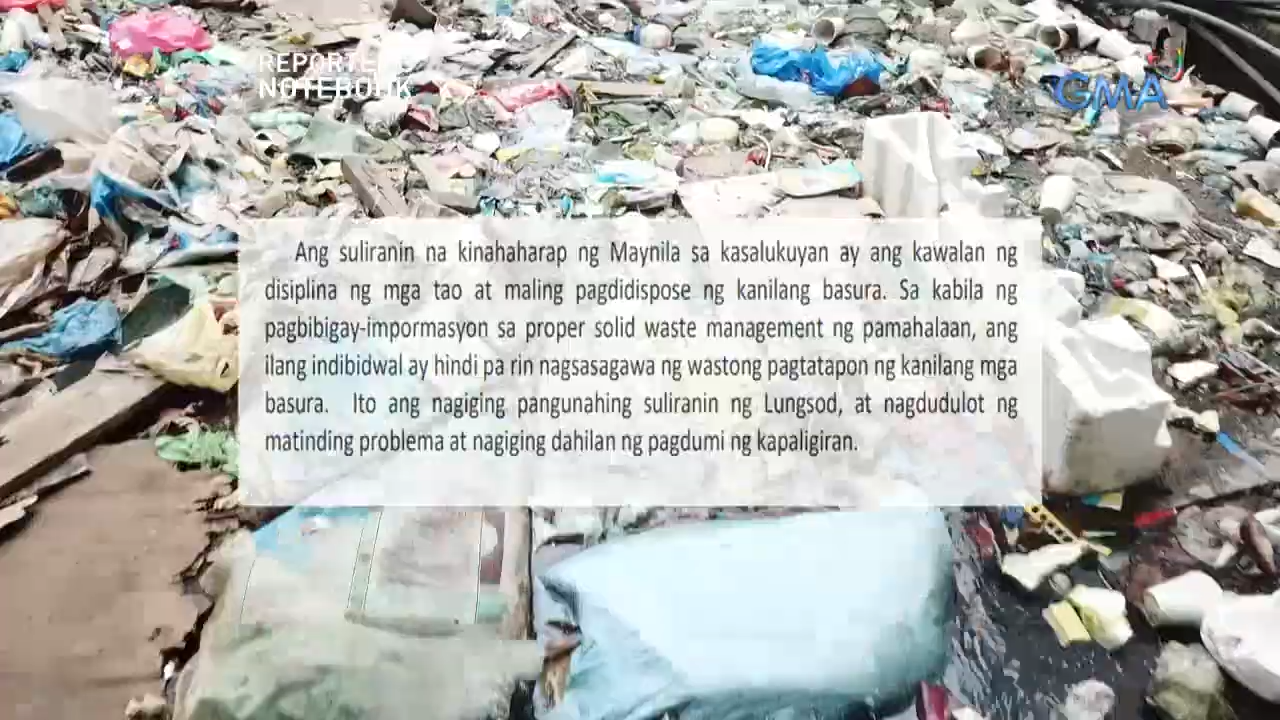 REPORTER'S
NOTEBOOK
GMA
Ang suliranin na kinahaharap ng Maynila sa kasalukuyan ay ang kawalan ng
disiplina ng mga tao at maling pagdidispose ng kanilang basura. Sa kabila ng
pagbibigay-impormasyon sa proper solid waste management ng pamahalaan, ang
ilang indibidwal ay hindi pa rin nagsasagawa ng wastong pagtatapon ng kanilang mga
basura. Ito ang nagiging pangunahing suliranin ng Lungsod, at nagdudulot ng
matinding problema at nagiging dahilan ng pagdumi ng kapaligiran.